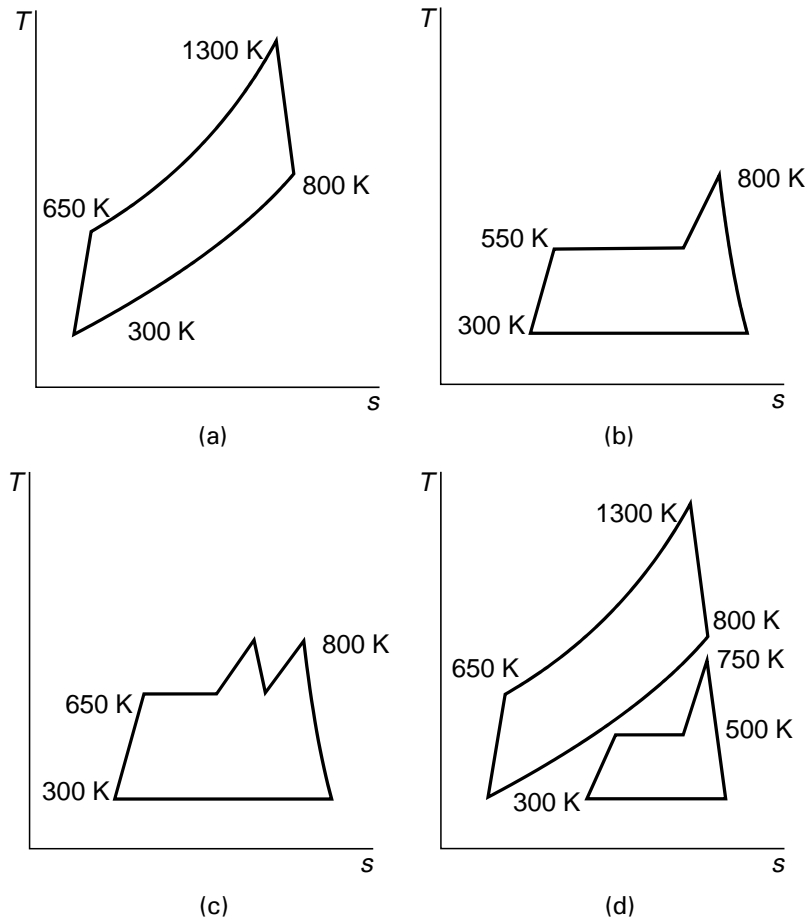 T
1300 K
650 K
800 K
300 K
s
(a)
T
800 K
550 K
300 K
s
(b)
T
800 K
650 K
300 K
s
(c)
T
1300 K
800 K
750 K
650 K
500 K
300 K
s
(d)